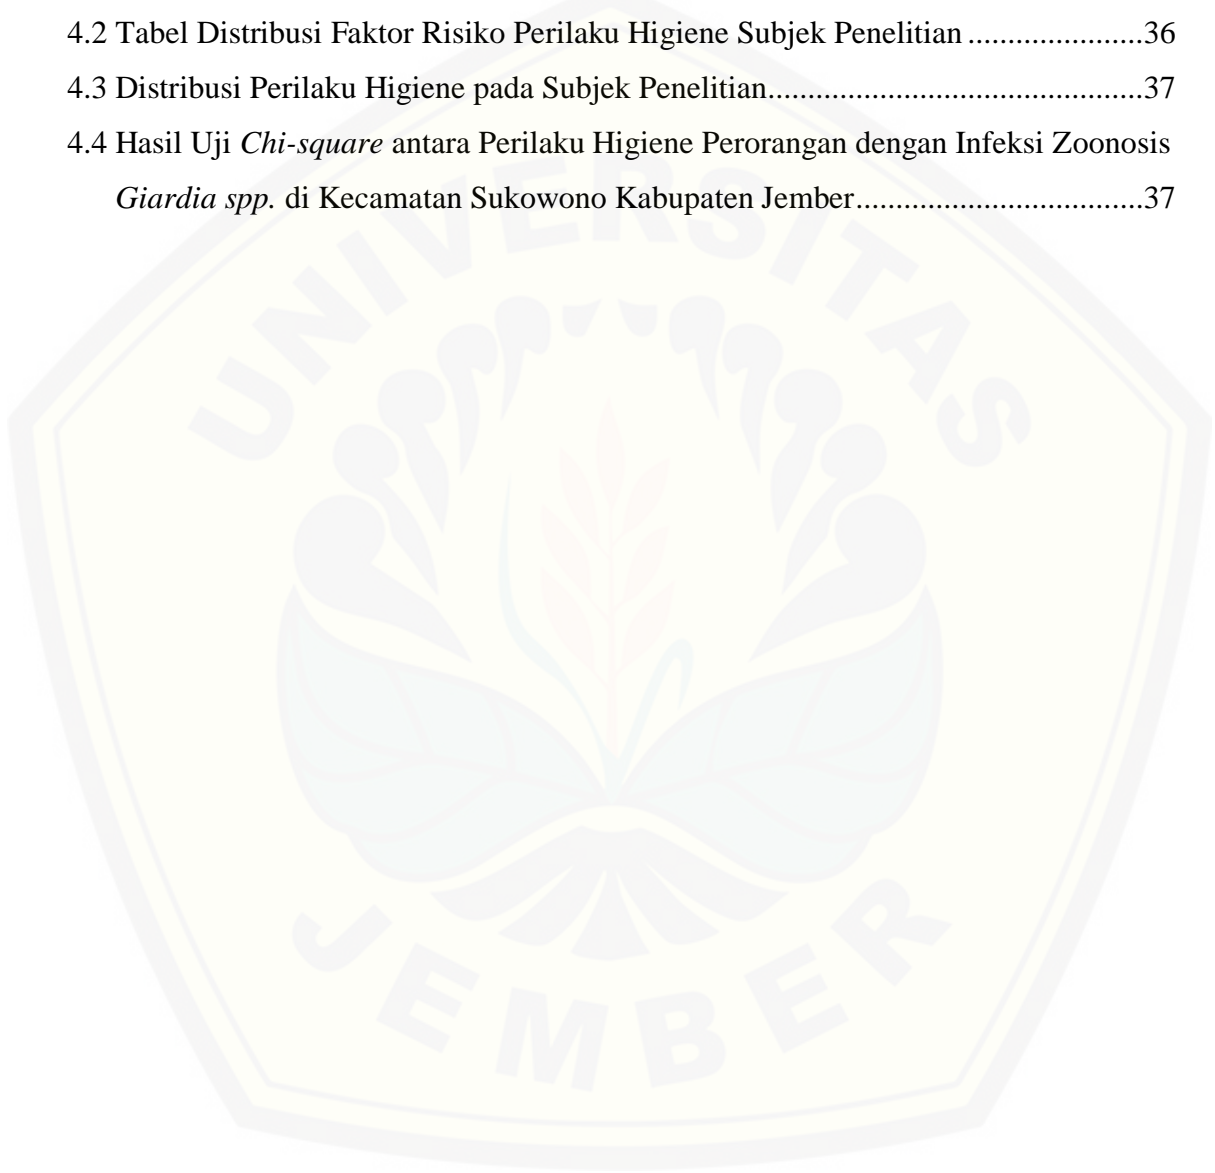 4.2 Tabel Distribusi Faktor Risiko Perilaku Higiene Subjek Penelitian ......................36
4.3 Distribusi Perilaku Higiene pada Subjek Penelitian...............................................37
4.4 Hasil Uji Chi-square antara Perilaku Higiene Perorangan dengan Infeksi Zoonosis
Giardia spp. di Kecamatan Sukowono Kabupaten Jember....................................37
UNIVERSITAS
JEMBER